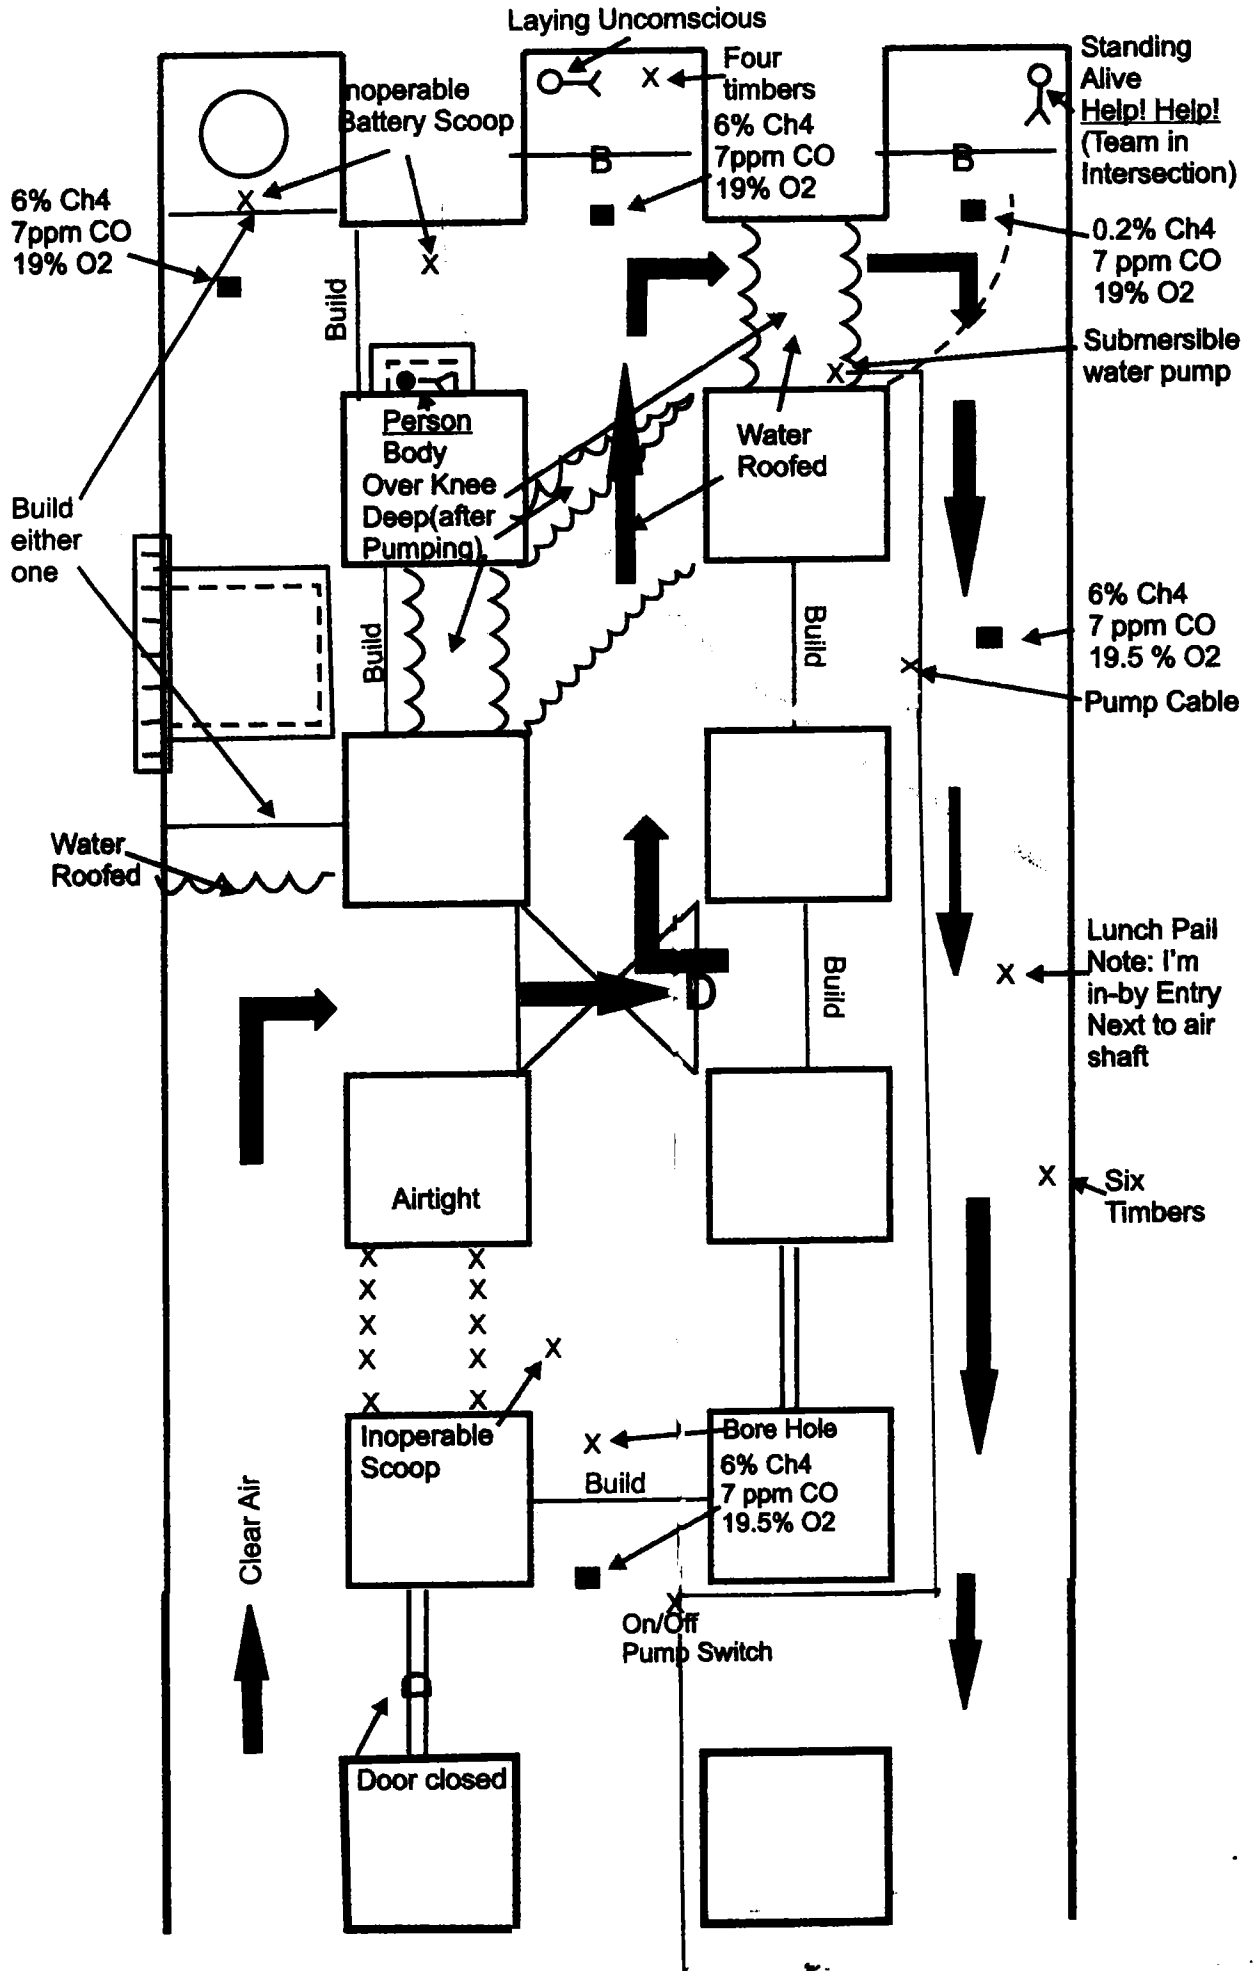 Laying Uncomscious
Four
timbers
6% Ch4
7ppm CO
19% O2
Standing
Alive
Help! Help!
(Team in
Intersection)
noperable
Battery Scoop
X
X
X
B
B
6% Ch4
7ppm CO
19% O2
0.2% Ch4
7 ppm CO
19% O2
Build
Submersible
water pump
X
Person
Body
Over Knee
Deep(after
Pumping)
Water
Roofed
Build
either
one
Build
Build
6% Ch4
7 ppm CO
19.5 % O2
X
Pump Cable
Water
Roofed
D
Build
X
Lunch Pail
Note: I'm
in-by Entry
Next to air
shaft
Airtight
X
Six
Timbers
X X
X X
X X
X X
X X
X
Inoperable
Scoop
X
Bore Hole
6% Ch4
7 ppm CO
19.5% O2
Build
Clear Air
X
On/Off
Pump Switch
D
Door closed